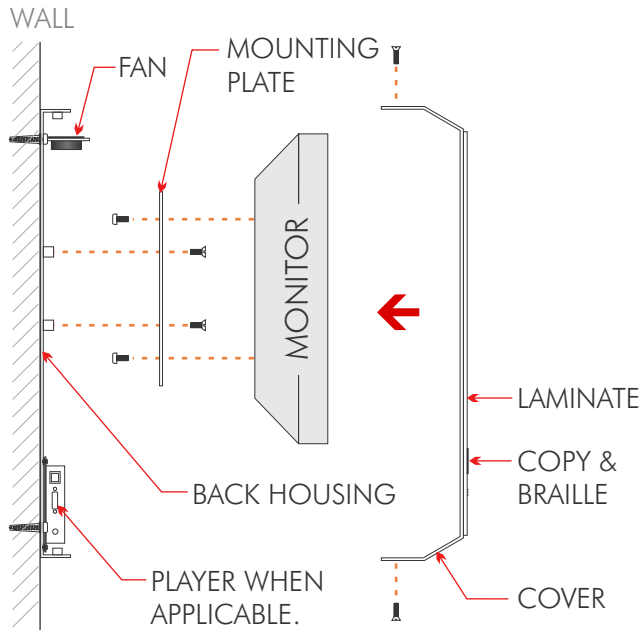 WALL
FAN
MOUNTING
PLATE
MONITOR
LAMINATE
COPY &
BRAILLE
BACK HOUSING
PLAYER WHEN
APPLICABLE.
COVER